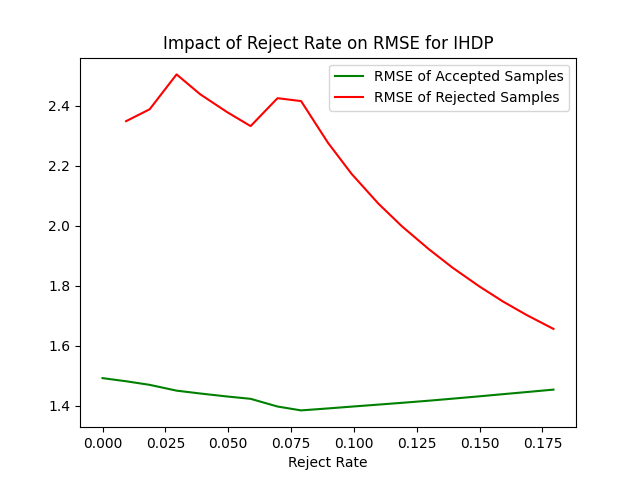 Impact of Reject Rate on RMSE for IHDP
RMSE of Accepted Samples
RMSE of Rejected Samples
2.4
2.2
2.0
1.8
1.6
1.4
0.000 0.025 0.050 0.075 0.100 0.125 0.150 0.175
Reject Rate